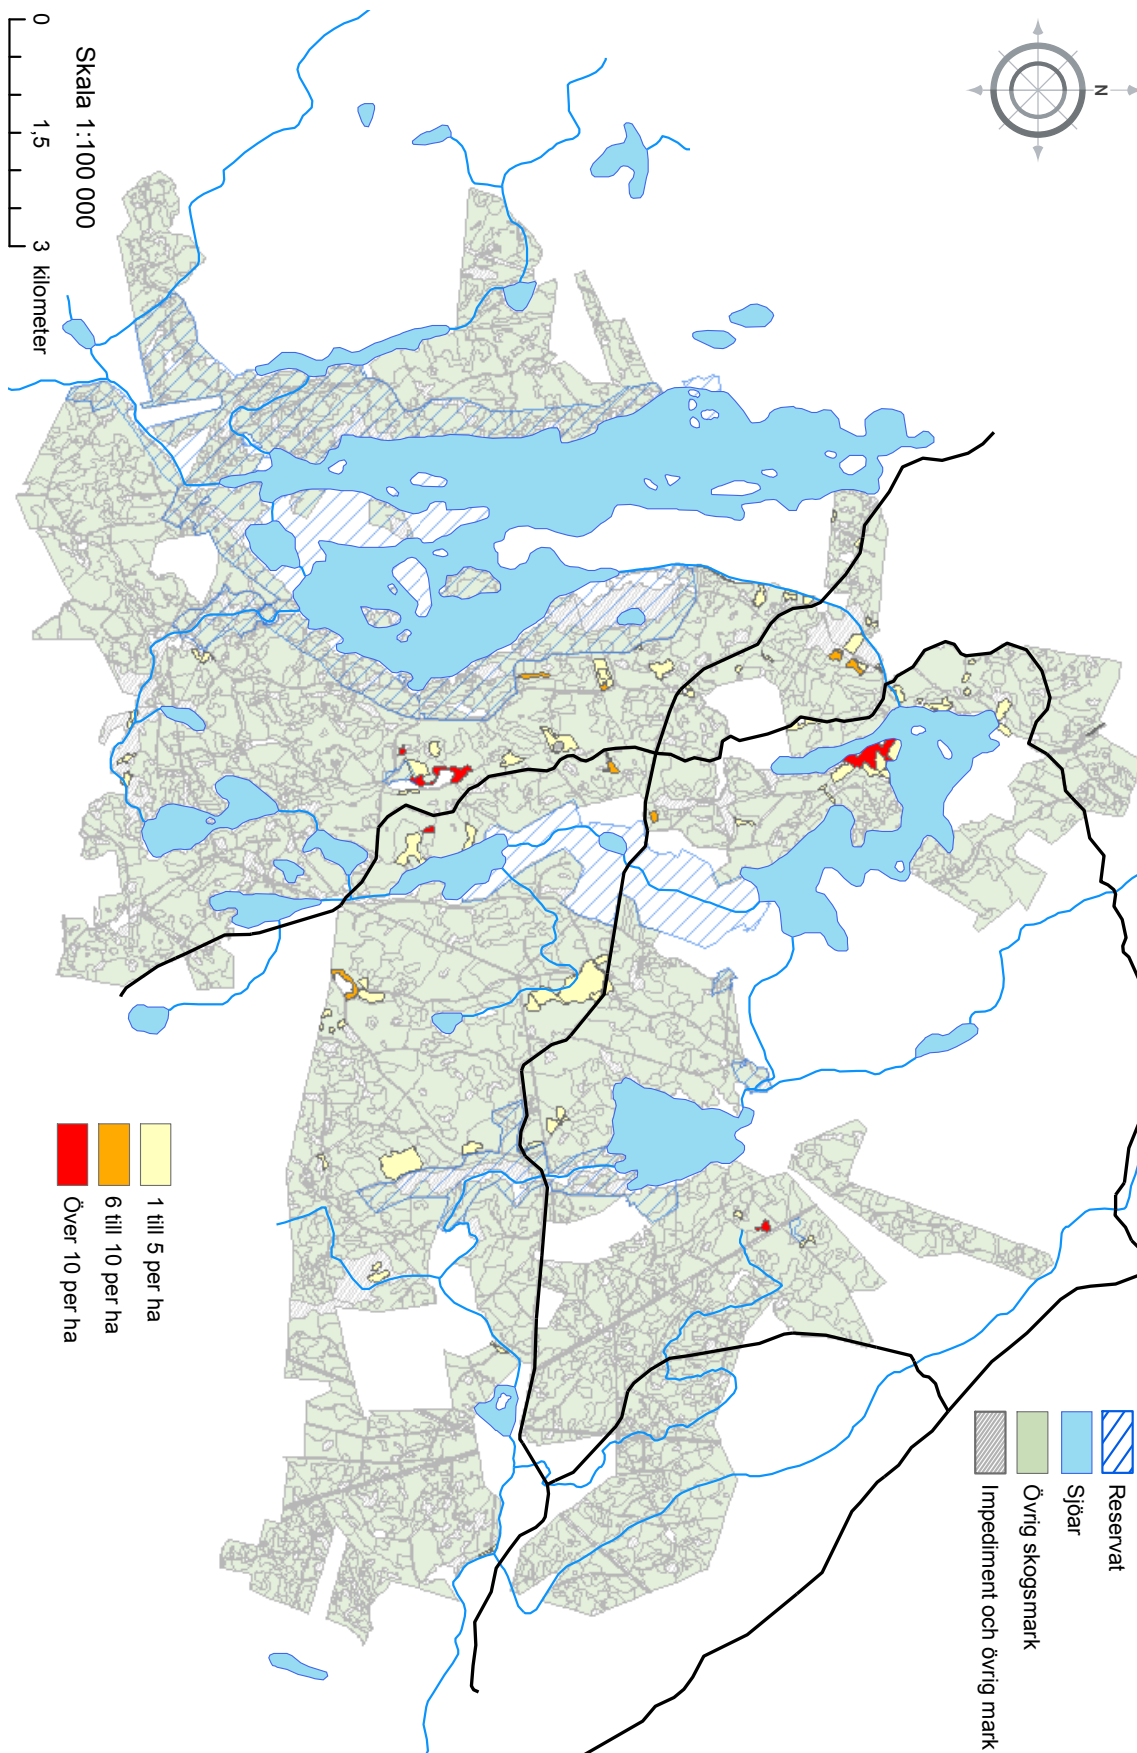 N
Reservat
Sjöar
Övrig skogsmark
Impediment och övrig mark
Skala 1:100 000
0 1,5 3 kilometer
1 till 5 per ha
6 till 10 per ha
Över 10 per ha